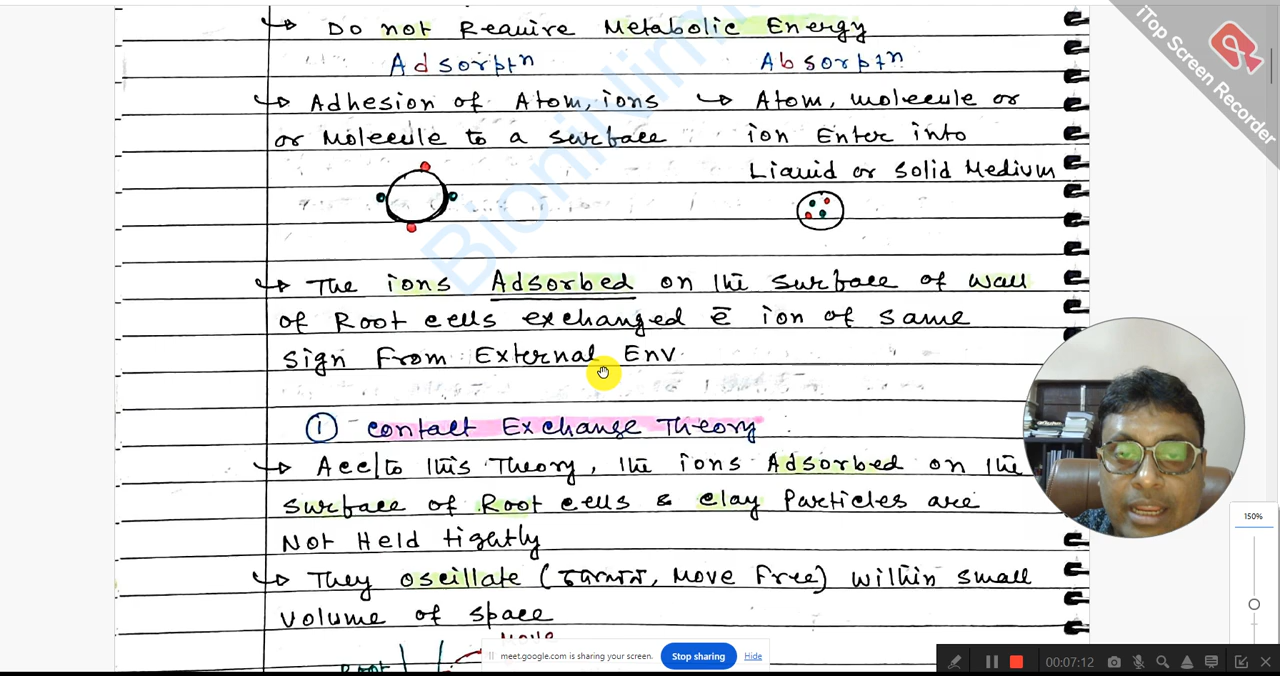 ↳ Do not Require Metabolic Energy
Adsorptn
Absorptn
↳ Adhesion of Atom, ions
or Molecule to a surface
↳ Atom, molecule or
ion Enter into
Liquid or solid Medium
↳ The ions Adsorbed on the surface of wall
of Root cells exchanged c̄ ion of same
sign From External Env.
① contact Exchange Theory
↳ Acc/to this Theory, the ions Adsorbed on the
surface of Root cells & clay Particles are
Not Held tightly
↳ They oscillate (, Move Free) within small
volume of space
Move
Root
BioniNim
iTop Screen Recorder
150%
meet.google.com is sharing your screen.
Stop sharing
Hide
00:07:12